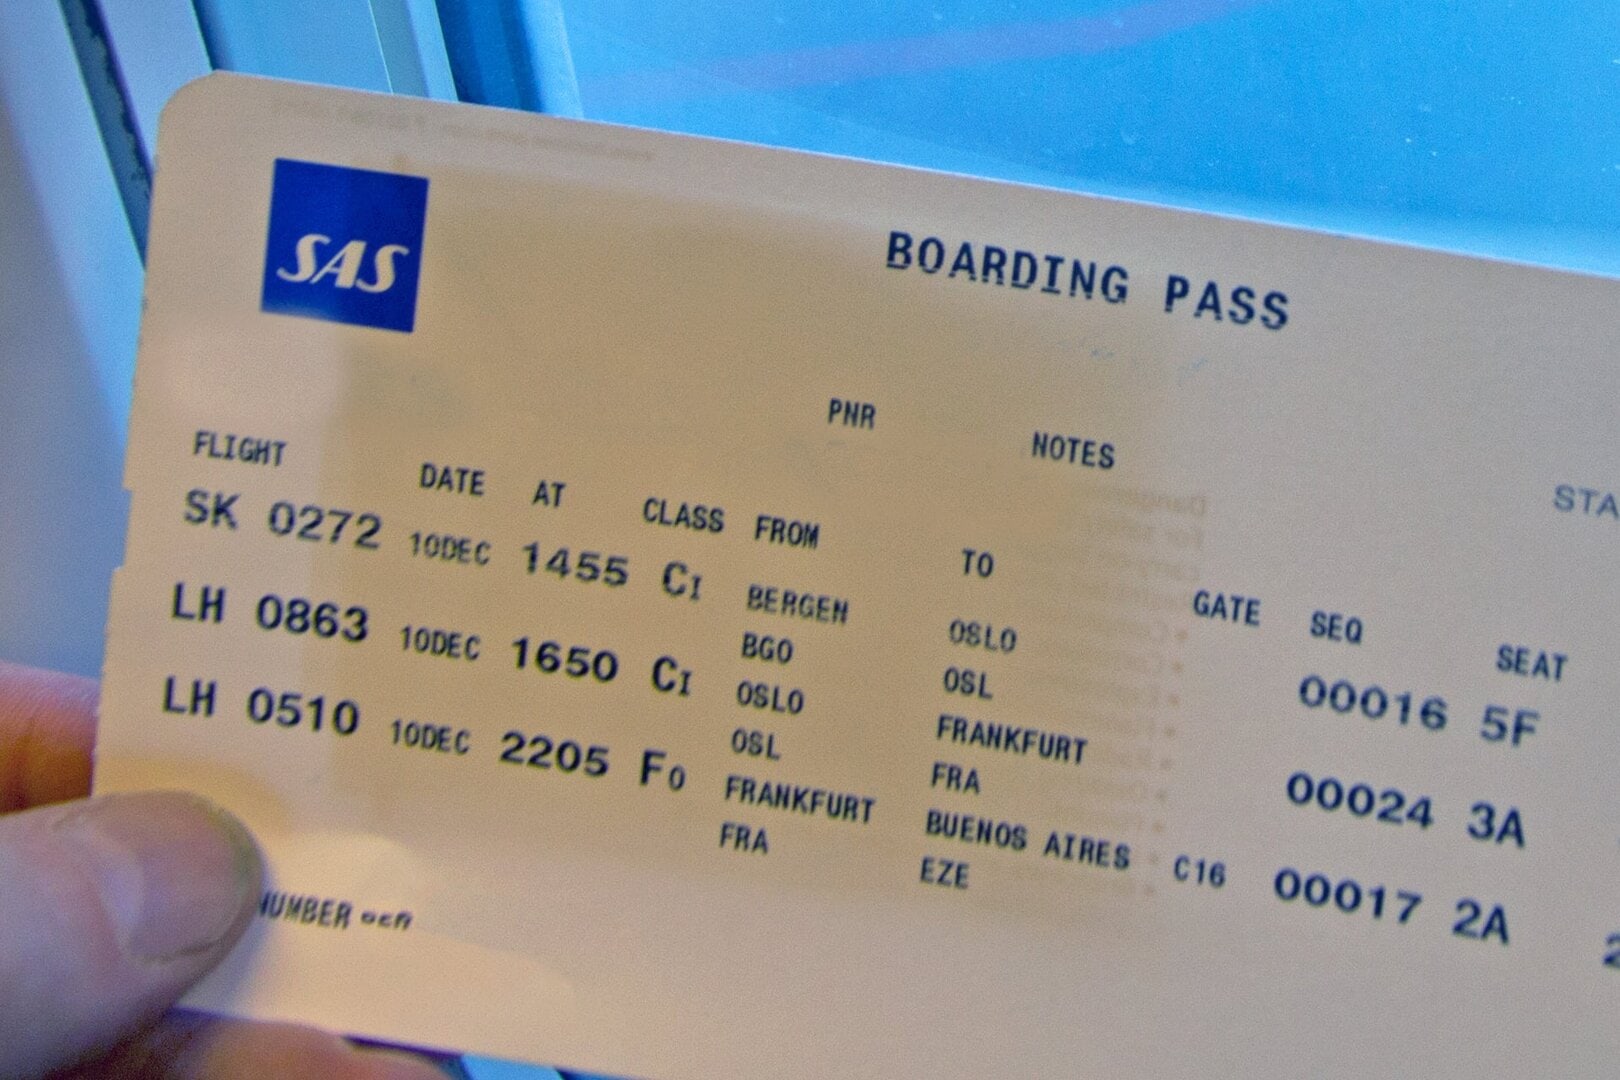 SAS
BOARDING PASS
PNR NOTES
STA
FLIGHT DATE AT CLASS FROM TO GATE SEQ SEAT
SK 0272 10DEC 1455 CI BERGEN OSLO 00016 5F
BGO OSL
LH 0863 10DEC 1650 CI OSLO FRANKFURT 00024 3A
OSL FRA
LH 0510 10DEC 2205 FO FRANKFURT BUENOS AIRES C16 00017 2A
FRA EZE
NUMBER